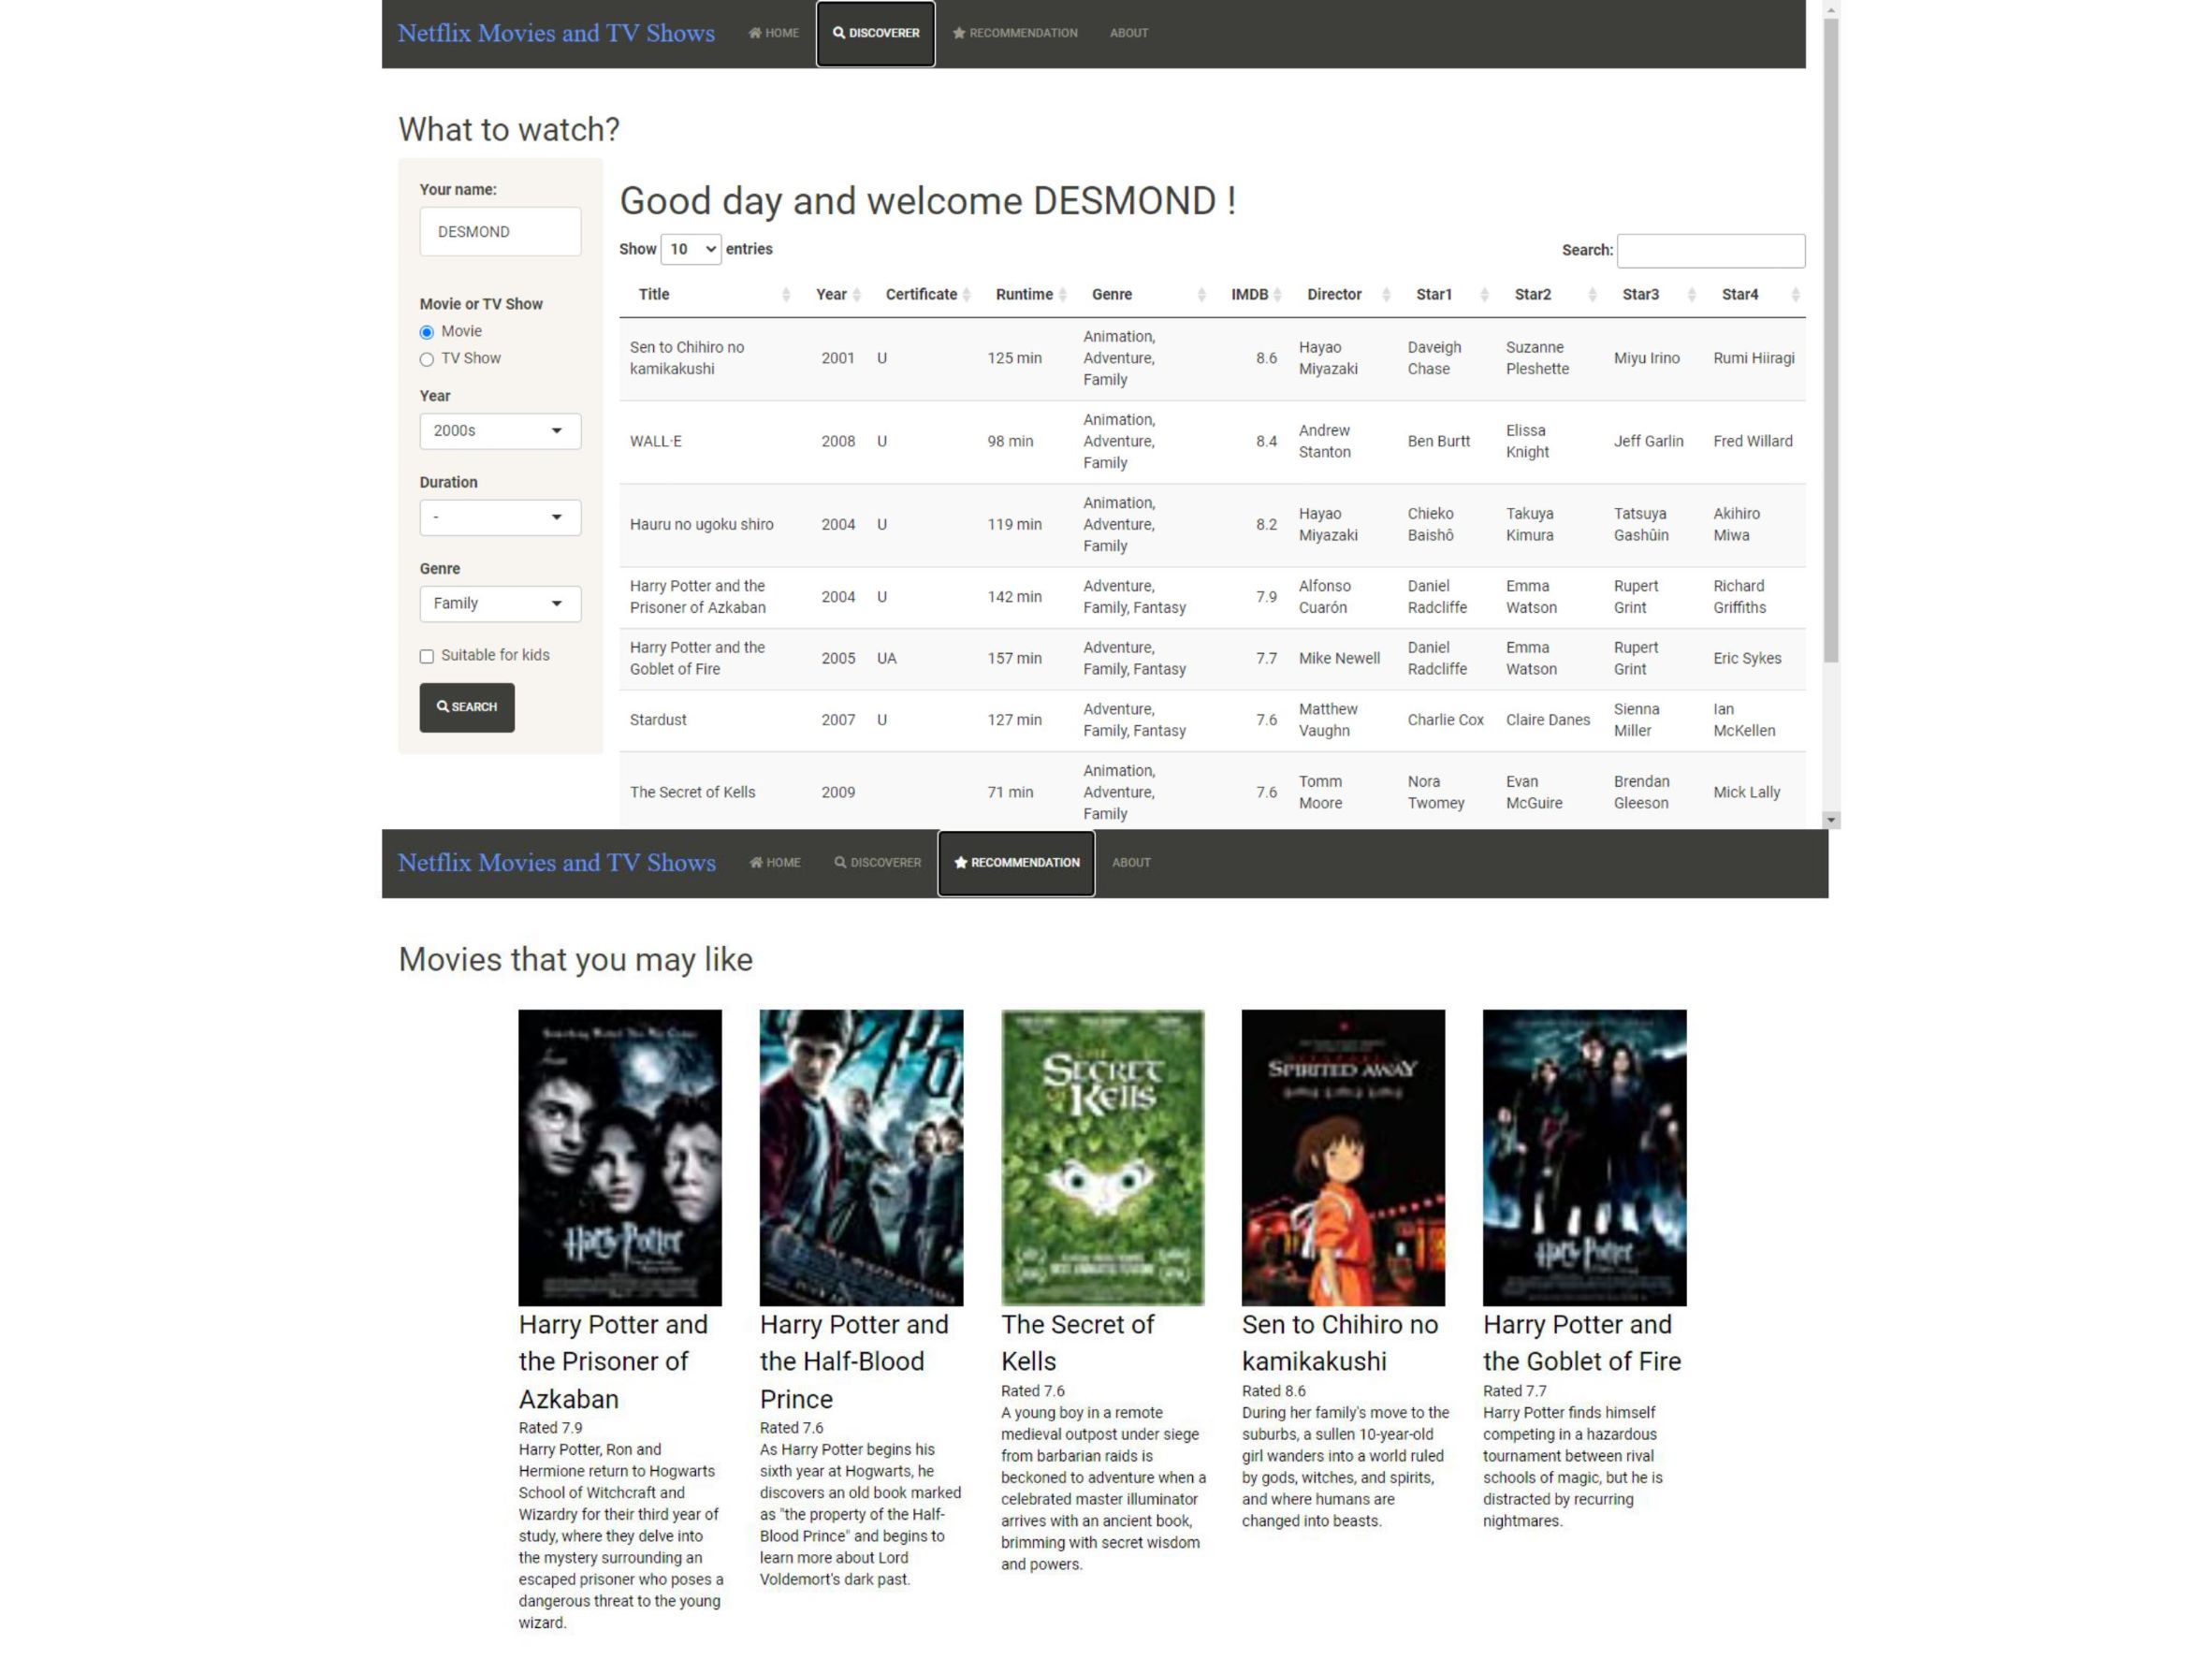 Netflix Movies and TV Shows HOME DISCOVERER RECOMMENDATION ABOUT
What to watch?
Your name:
DESMOND
Movie or TV Show
Movie
TV Show
Year
2000s
Duration
-
Genre
Family
Suitable for kids
SEARCH
Good day and welcome DESMOND !
Show 10 entries Search:
Title Year Certificate Runtime Genre IMDB Director Star1 Star2 Star3 Star4
Sen to Chihiro no kamikakushi 2001 U 125 min Animation, Adventure, Family 8.6 Hayao Miyazaki Daveigh Chase Suzanne Pleshette Miyu Irino Rumi Hiiragi
WALL·E 2008 U 98 min Animation, Adventure, Family 8.4 Andrew Stanton Ben Burtt Elissa Knight Jeff Garlin Fred Willard
Hauru no ugoku shiro 2004 U 119 min Animation, Adventure, Family 8.2 Hayao Miyazaki Chieko Baishô Takuya Kimura Tatsuya Gashûin Akihiro Miwa
Harry Potter and the Prisoner of Azkaban 2004 U 142 min Adventure, Family, Fantasy 7.9 Alfonso Cuarón Daniel Radcliffe Emma Watson Rupert Grint Richard Griffiths
Harry Potter and the Goblet of Fire 2005 UA 157 min Adventure, Family, Fantasy 7.7 Mike Newell Daniel Radcliffe Emma Watson Rupert Grint Eric Sykes
Stardust 2007 U 127 min Adventure, Family, Fantasy 7.6 Matthew Vaughn Charlie Cox Claire Danes Sienna Miller Ian McKellen
The Secret of Kells 2009 71 min Animation, Adventure, Family 7.6 Tomm Moore Nora Twomey Evan McGuire Brendan Gleeson Mick Lally
Netflix Movies and TV Shows HOME DISCOVERER RECOMMENDATION ABOUT
Movies that you may like
Harry Potter
Harry Potter and
the Prisoner of
Azkaban
Rated 7.9
Harry Potter, Ron and
Hermione return to Hogwarts
School of Witchcraft and
Wizardry for their third year of
study, where they delve into
the mystery surrounding an
escaped prisoner who poses a
dangerous threat to the young
wizard.
Harry Potter and
the Half-Blood
Prince
Rated 7.6
As Harry Potter begins his
sixth year at Hogwarts, he
discovers an old book marked
as "the property of the Half-
Blood Prince" and begins to
learn more about Lord
Voldemort's dark past.
THE
SECRET
OF KELLS
The Secret of
Kells
Rated 7.6
A young boy in a remote
medieval outpost under siege
from barbarian raids is
beckoned to adventure when a
celebrated master illuminator
arrives with an ancient book,
brimming with secret wisdom
and powers.
SPIRITED AWAY
Sen to Chihiro no
kamikakushi
Rated 8.6
During her family's move to the
suburbs, a sullen 10-year-old
girl wanders into a world ruled
by gods, witches, and spirits,
and where humans are
changed into beasts.
Harry Potter
Harry Potter and
the Goblet of Fire
Rated 7.7
Harry Potter finds himself
competing in a hazardous
tournament between rival
schools of magic, but he is
distracted by recurring
nightmares.